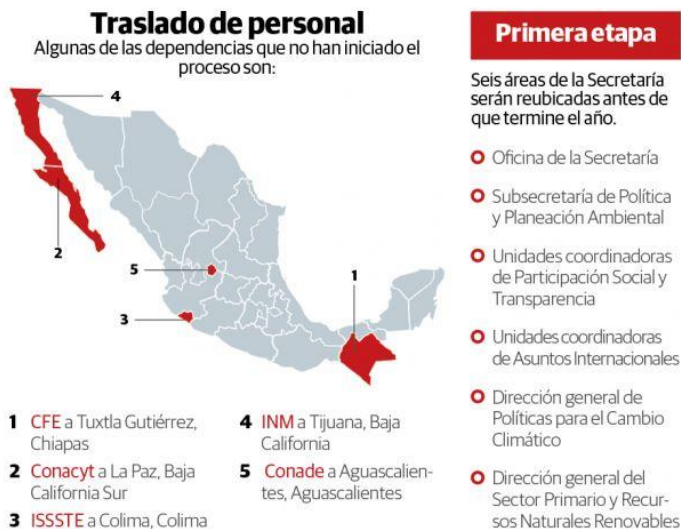 Traslado de personal
Algunas de las dependencias que no han iniciado el
proceso son:
4
2
5
3
1
1 CFE a Tuxtla Gutiérrez,
Chiapas
2 Conacyt a La Paz, Baja
California Sur
3 ISSSTE a Colima, Colima
4 INM a Tijuana, Baja
California
5 Conade a Aguascalien-
tes, Aguascalientes
Primera etapa
Seis áreas de la Secretaría
serán reubicadas antes de
que termine el año.
Oficina de la Secretaría
Subsecretaría de Política
y Planeación Ambiental
Unidades coordinadoras
de Participación Social y
Transparencia
Unidades coordinadoras
de Asuntos Internacionales
Dirección general de
Políticas para el Cambio
Climático
Dirección general del
Sector Primario y Recur-
sos Naturales Renovables